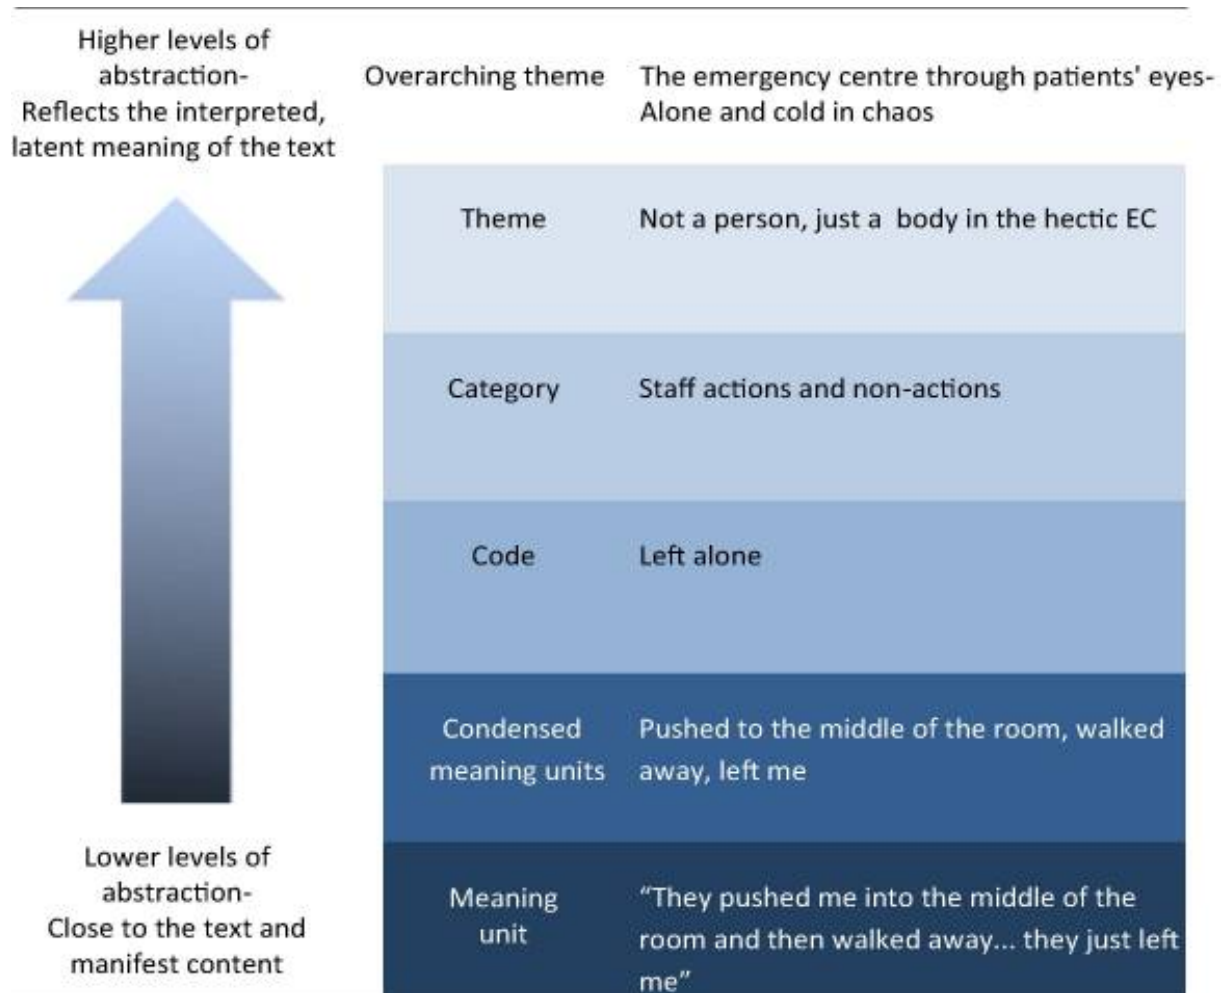 Higher levels of
abstraction-
Reflects the interpreted,
latent meaning of the text
Overarching theme
The emergency centre through patients' eyes-
Alone and cold in chaos
Theme
Not a person, just a  body in the hectic EC
Category
Staff actions and non-actions
Code
Left alone
Condensed
meaning units
Pushed to the middle of the room, walked
away, left me
Lower levels of
abstraction-
Close to the text and
manifest content
Meaning
unit
“They pushed me into the middle of the
room and then walked away... they just left
me”